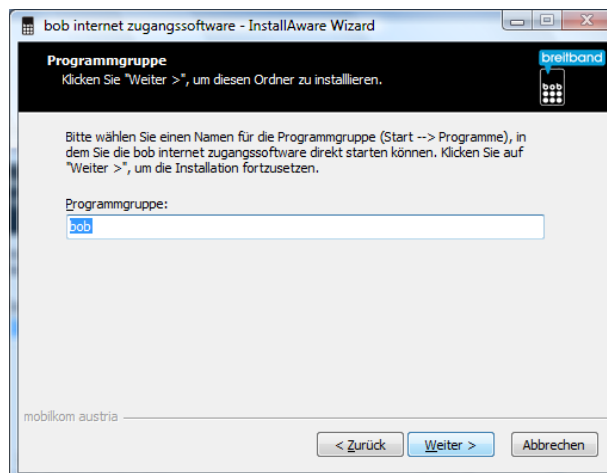 bob internet zugangssoftware - InstallAware Wizard
Programmgruppe
Klicken Sie "Weiter >", um diesen Ordner zu installlieren.
breitband
bob
Bitte wählen Sie einen Namen für die Programmgruppe (Start --> Programme), in
dem Sie die bob internet zugangssoftware direkt starten können. Klicken Sie auf
"Weiter >", um die Installation fortzusetzen.
Programmgruppe:
bob
mobilkom austria
< Zurück
Weiter >
Abbrechen